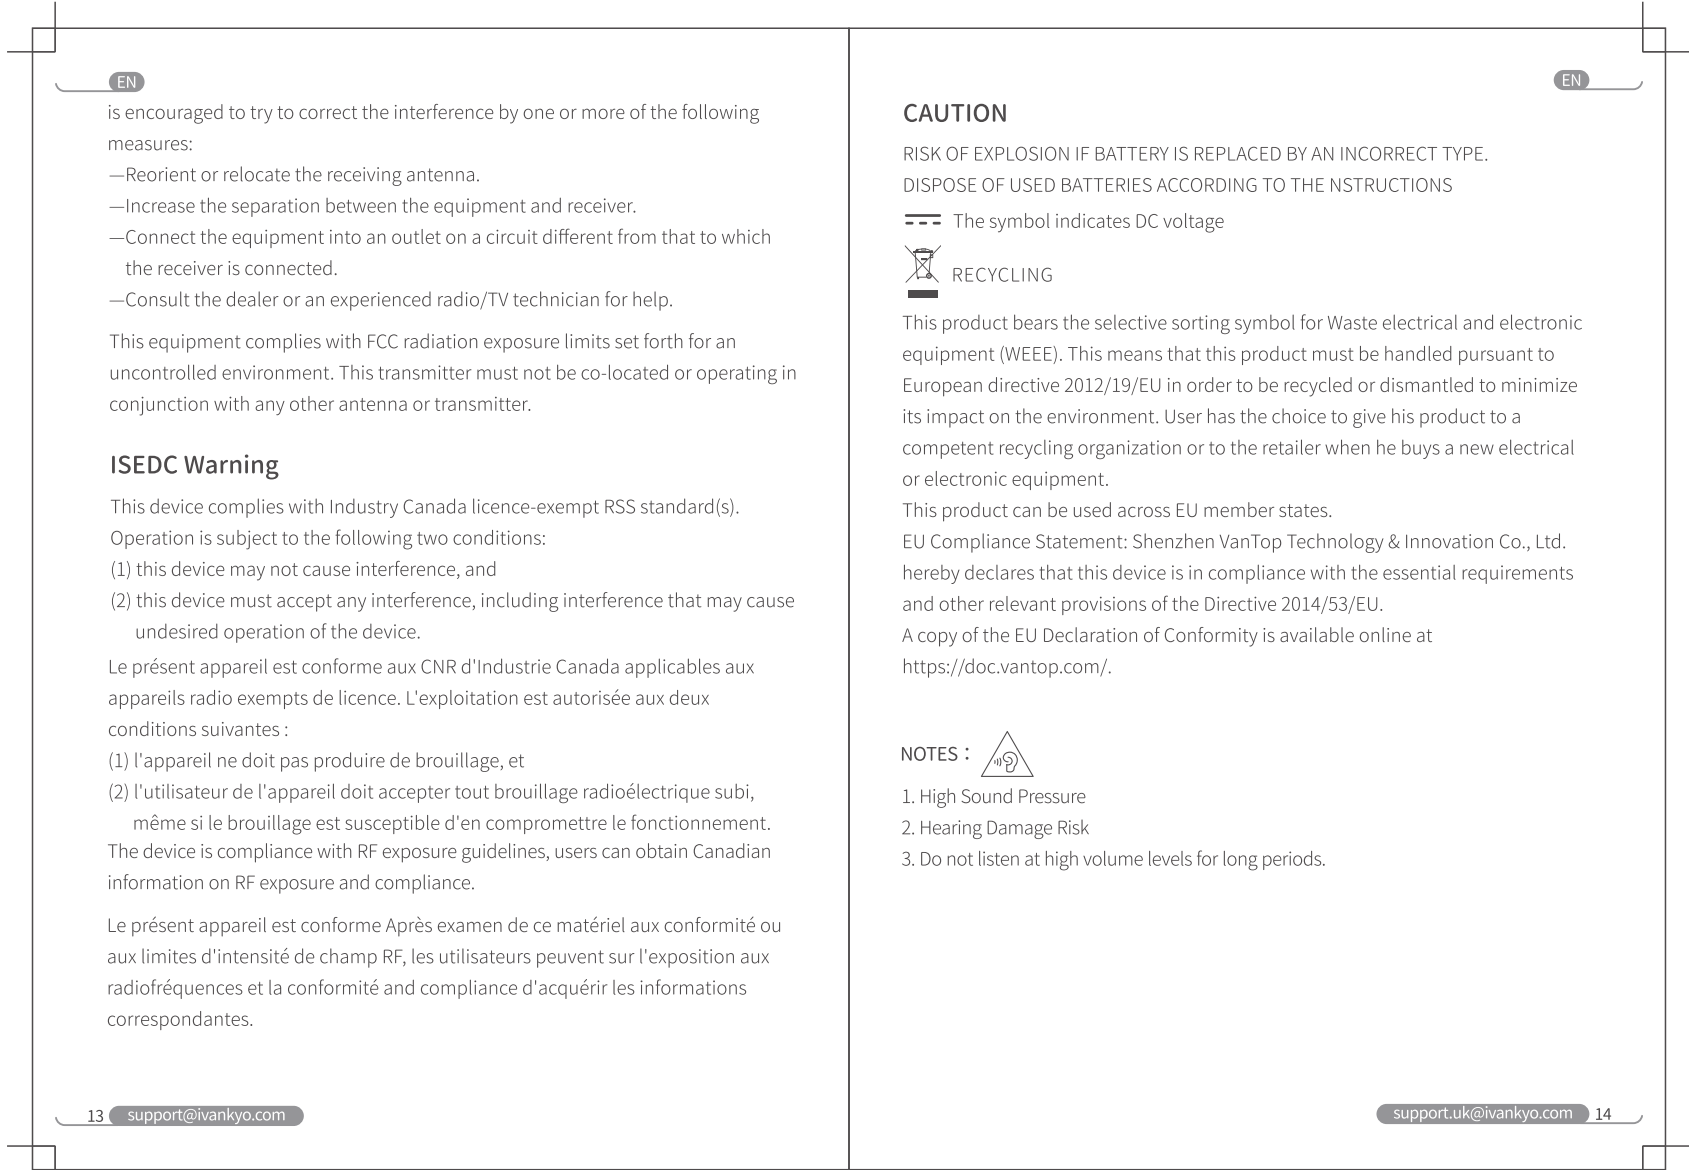 EN
is encouraged to try to correct the interference by one or more of the following
measures:
—Reorient or relocate the receiving antenna.
—Increase the separation between the equipment and receiver.
—Connect the equipment into an outlet on a circuit different from that to which
the receiver is connected.
—Consult the dealer or an experienced radio/TV technician for help.
This equipment complies with FCC radiation exposure limits set forth for an
uncontrolled environment. This transmitter must not be co-located or operating in
conjunction with any other antenna or transmitter.
ISEDC Warning
This device complies with Industry Canada licence-exempt RSS standard(s).
Operation is subject to the following two conditions:
(1) this device may not cause interference, and
(2) this device must accept any interference, including interference that may cause
undesired operation of the device.
Le présent appareil est conforme aux CNR d'Industrie Canada applicables aux
appareils radio exempts de licence. L'exploitation est autorisée aux deux
conditions suivantes :
(1) l'appareil ne doit pas produire de brouillage, et
(2) l'utilisateur de l'appareil doit accepter tout brouillage radioélectrique subi,
même si le brouillage est susceptible d'en compromettre le fonctionnement.
The device is compliance with RF exposure guidelines, users can obtain Canadian
information on RF exposure and compliance.
Le présent appareil est conforme Après examen de ce matériel aux conformité ou
aux limites d'intensité de champ RF, les utilisateurs peuvent sur l'exposition aux
radiofréquences et la conformité and compliance d'acquérir les informations
correspondantes.
13 support@ivankyo.com
EN
CAUTION
RISK OF EXPLOSION IF BATTERY IS REPLACED BY AN INCORRECT TYPE.
DISPOSE OF USED BATTERIES ACCORDING TO THE NSTRUCTIONS
The symbol indicates DC voltage
RECYCLING
This product bears the selective sorting symbol for Waste electrical and electronic
equipment (WEEE). This means that this product must be handled pursuant to
European directive 2012/19/EU in order to be recycled or dismantled to minimize
its impact on the environment. User has the choice to give his product to a
competent recycling organization or to the retailer when he buys a new electrical
or electronic equipment.
This product can be used across EU member states.
EU Compliance Statement: Shenzhen VanTop Technology & Innovation Co., Ltd.
hereby declares that this device is in compliance with the essential requirements
and other relevant provisions of the Directive 2014/53/EU.
A copy of the EU Declaration of Conformity is available online at
https://doc.vantop.com/.
NOTES：
1. High Sound Pressure
2. Hearing Damage Risk
3. Do not listen at high volume levels for long periods.
support.uk@ivankyo.com 14